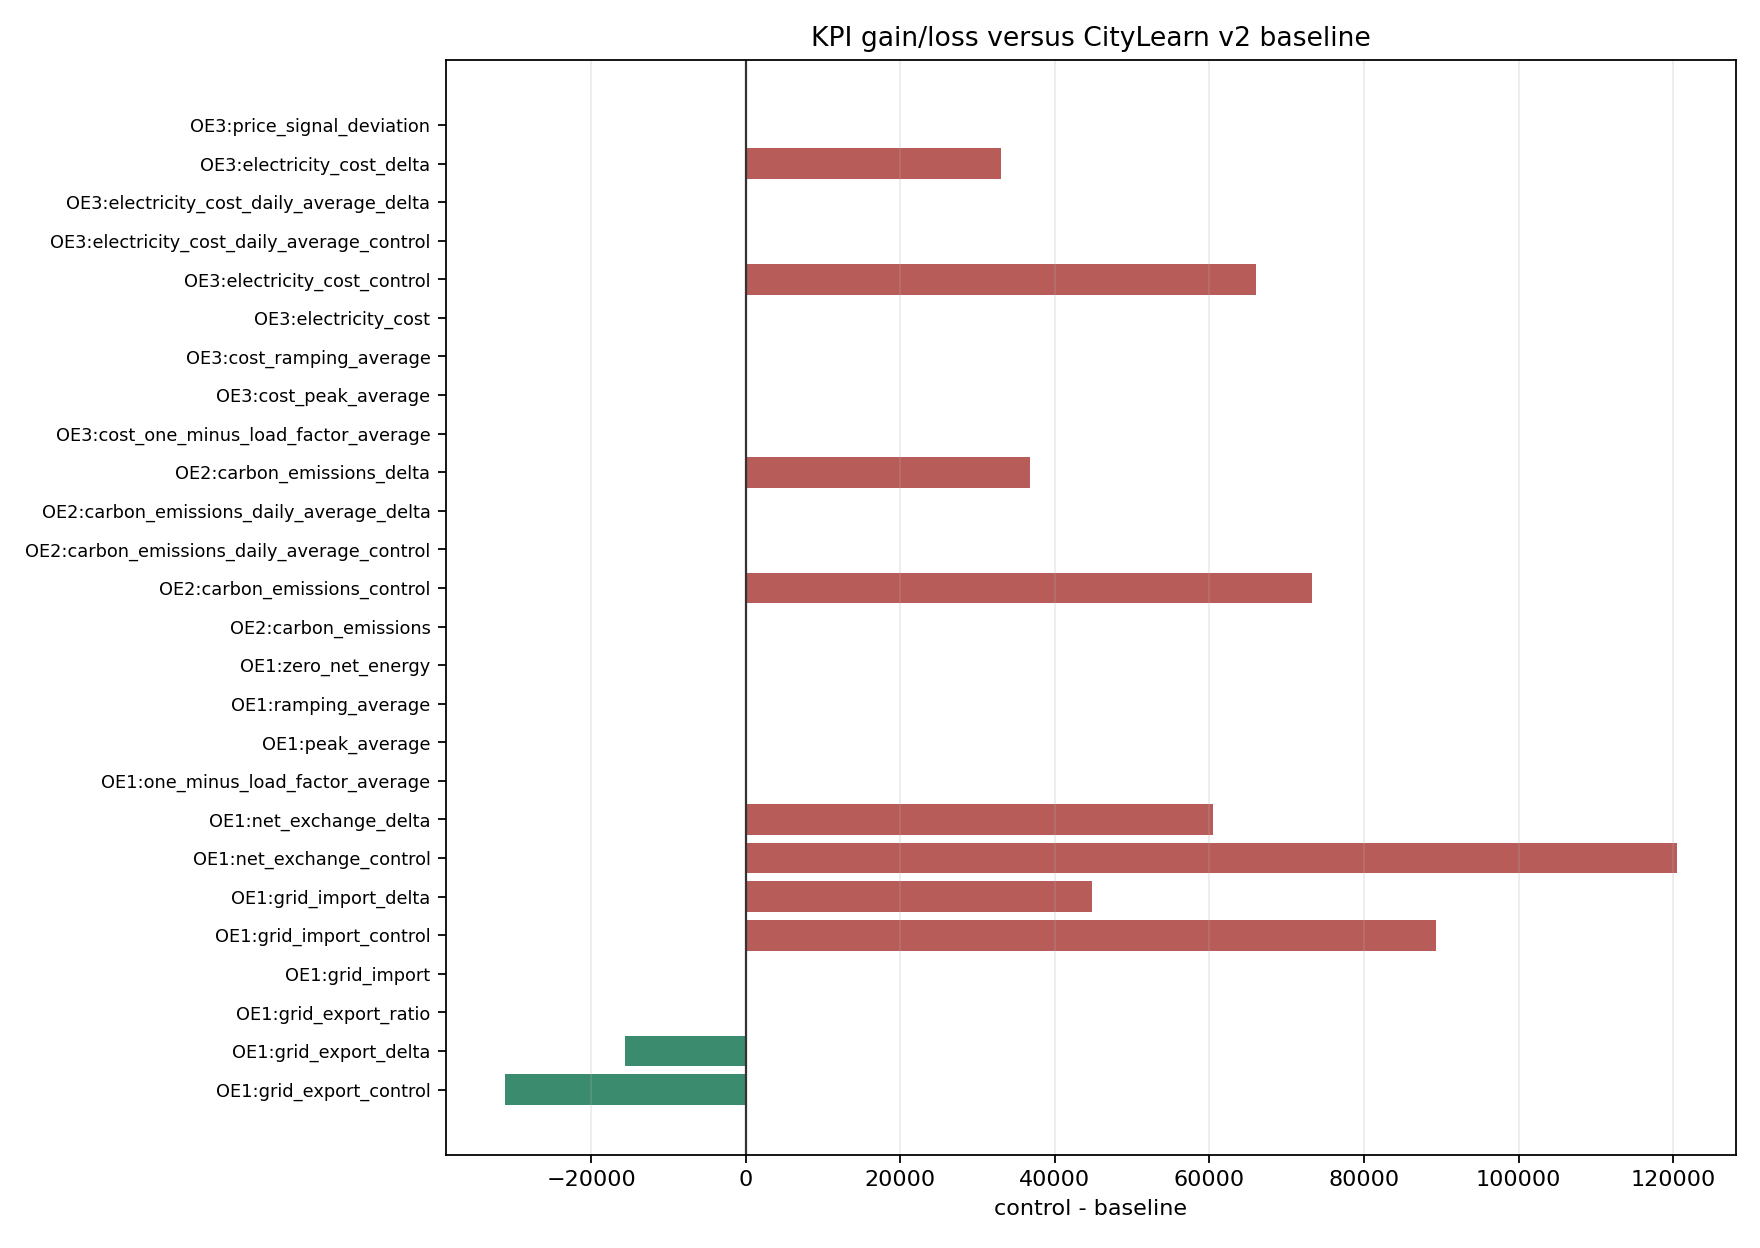 KPI gain/loss versus CityLearn v2 baseline
OE3:price_signal_deviation
OE3:electricity_cost_delta
OE3:electricity_cost_daily_average_delta
OE3:electricity_cost_daily_average_control
OE3:electricity_cost_control
OE3:electricity_cost
OE3:cost_ramping_average
OE3:cost_peak_average
OE3:cost_one_minus_load_factor_average
OE2:carbon_emissions_delta
OE2:carbon_emissions_daily_average_delta
OE2:carbon_emissions_daily_average_control
OE2:carbon_emissions_control
OE2:carbon_emissions
OE1:zero_net_energy
OE1:ramping_average
OE1:peak_average
OE1:one_minus_load_factor_average
OE1:net_exchange_delta
OE1:net_exchange_control
OE1:grid_import_delta
OE1:grid_import_control
OE1:grid_import
OE1:grid_export_ratio
OE1:grid_export_delta
OE1:grid_export_control
−20000 0 20000 40000 60000 80000 100000 120000
control - baseline